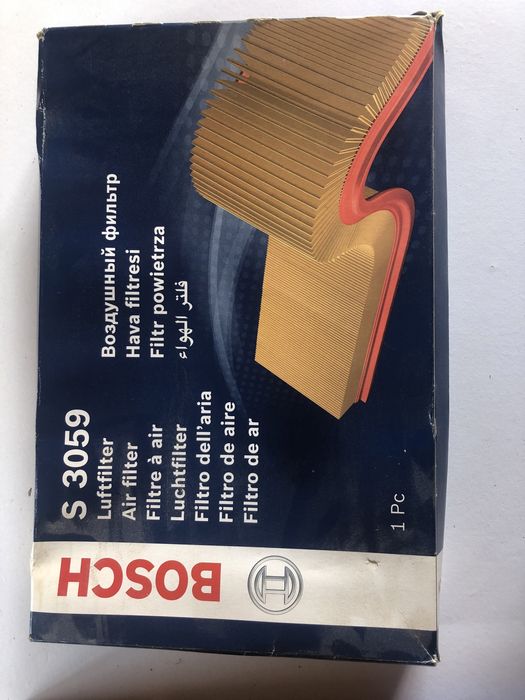 S 3059
Luftfilter
Air filter
Filtre à air
Luchtfilter
Filtro dell'aria
Filtro de aire
Filtro de ar
Воздушный фильтр
Hava filtresi
Filtr powietrza
فلتر الهواء
1 Pc
BOSCH